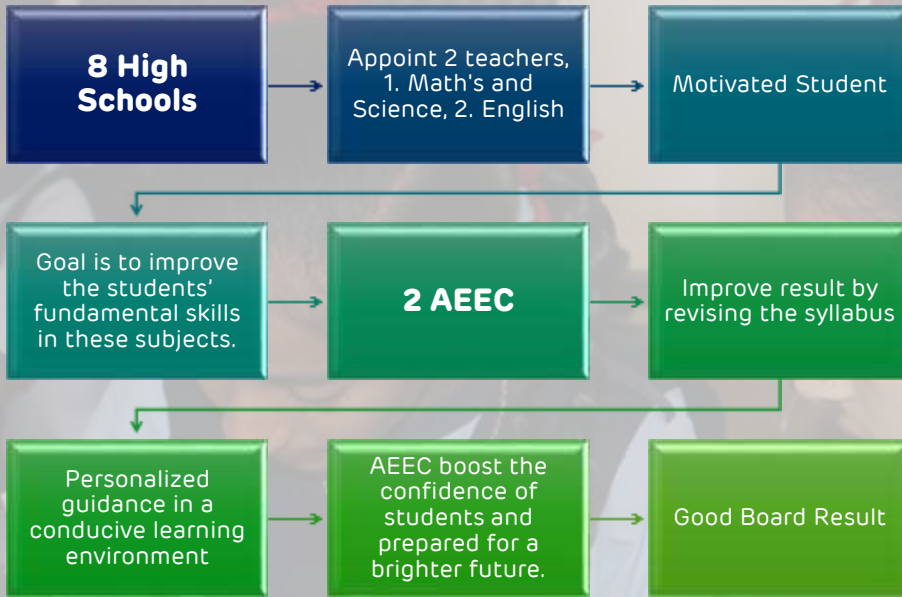 8 High
Schools
Appoint 2 teachers,
1. Math's and
Science, 2. English
Motivated Student
Goal is to improve
the students'
fundamental skills
in these subjects.
2 AEEC
Improve result by
revising the syllabus
Personalized
guidance in a
conducive learning
environment
AEEC boost the
confidence of
students and
prepared for a
brighter future.
Good Board Result